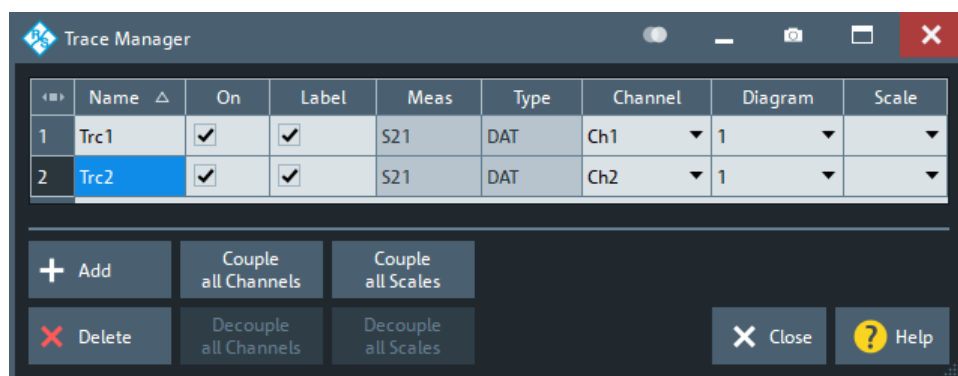 R&S Trace Manager
Name On Label Meas Type Channel Diagram Scale
1 Trc1 S21 DAT Ch1 1
2 Trc2 S21 DAT Ch2 1
Add
Couple
all Channels
Couple
all Scales
Delete
Decouple
all Channels
Decouple
all Scales
Close
? Help